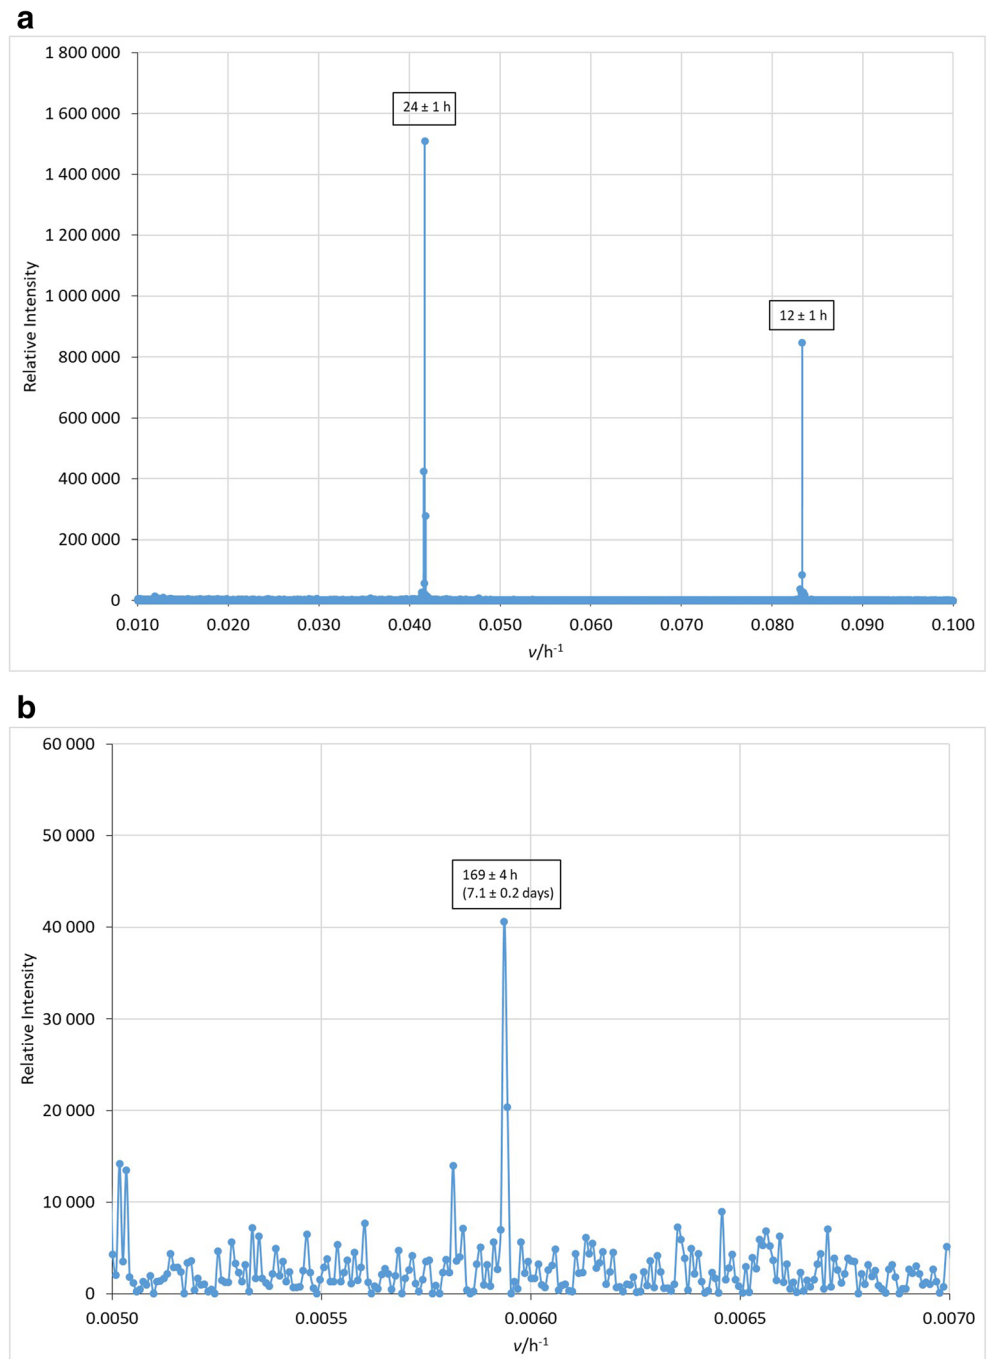 a
1 800 000
1 600 000
1 400 000
1 200 000
1 000 000
800 000
600 000
400 000
200 000
0
Relative Intensity
24 ± 1 h
12 ± 1 h
0.010 0.020 0.030 0.040 0.050 0.060 0.070 0.080 0.090 0.100
ν/h⁻¹
b
60 000
50 000
40 000
30 000
20 000
10 000
0
Relative Intensity
169 ± 4 h
(7.1 ± 0.2 days)
0.0050 0.0055 0.0060 0.0065 0.0070
ν/h⁻¹